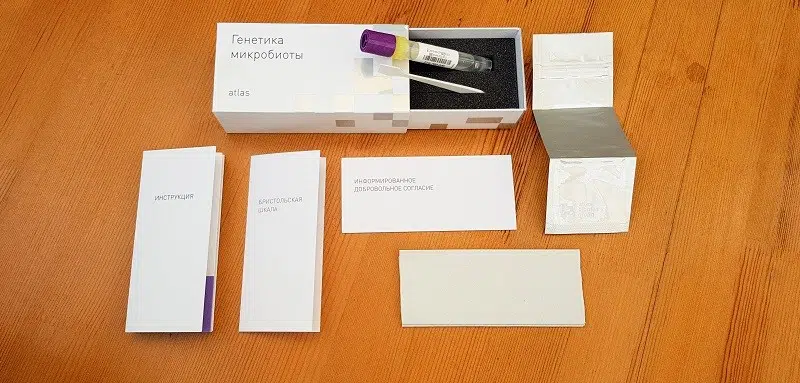 Генетика
микробиоты
atlas
ИНСТРУКЦИЯ
БРИСТОЛЬСКАЯ
ШКАЛА
ИНФОРМИРОВАННОЕ
ДОБРОВОЛЬНОЕ СОГЛАСИЕ